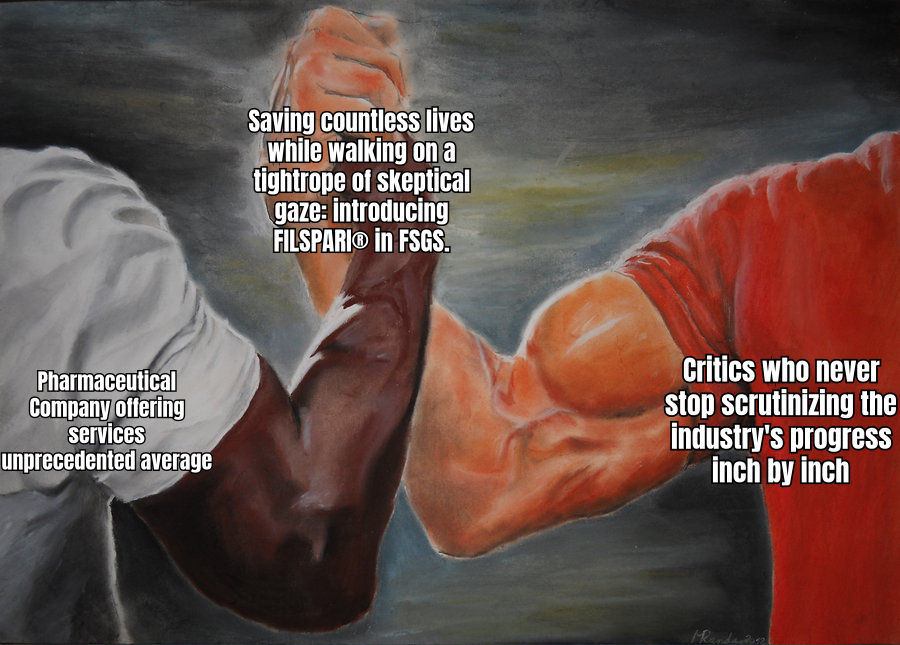 Saving countless lives
while walking on a
tightrope of skeptical
gaze: introducing
FILSPARI® in FSGS.
Pharmaceutical
Company offering
services
unprecedented average
Critics who never
stop scrutinizing the
industry's progress
inch by inch